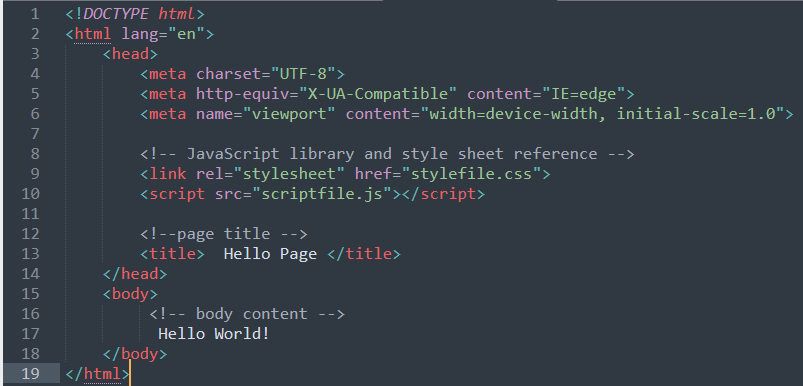 1 <!DOCTYPE html>
2 <html lang="en">
3     <head>
4         <meta charset="UTF-8">
5         <meta http-equiv="X-UA-Compatible" content="IE=edge">
6         <meta name="viewport" content="width=device-width, initial-scale=1.0">
7
8         <!-- JavaScript library and style sheet reference -->
9         <link rel="stylesheet" href="stylefile.css">
10         <script src="scriptfile.js"></script>
11
12         <!--page title -->
13         <title>  Hello Page </title>
14     </head>
15     <body>
16          <!-- body content -->
17           Hello World!
18     </body>
19 </html>